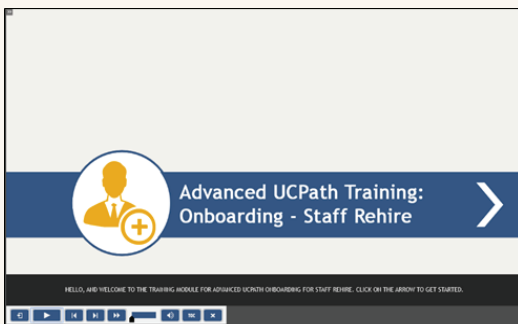 Advanced UCPath Training:
Onboarding - Staff Rehire
HELLO, AND WELCOME TO THE TRAINING MODULE FOR ADVANCED UCPATH ONBOARDING FOR STAFF REHIRE. CLICK ON THE ARROW TO GET STARTED.